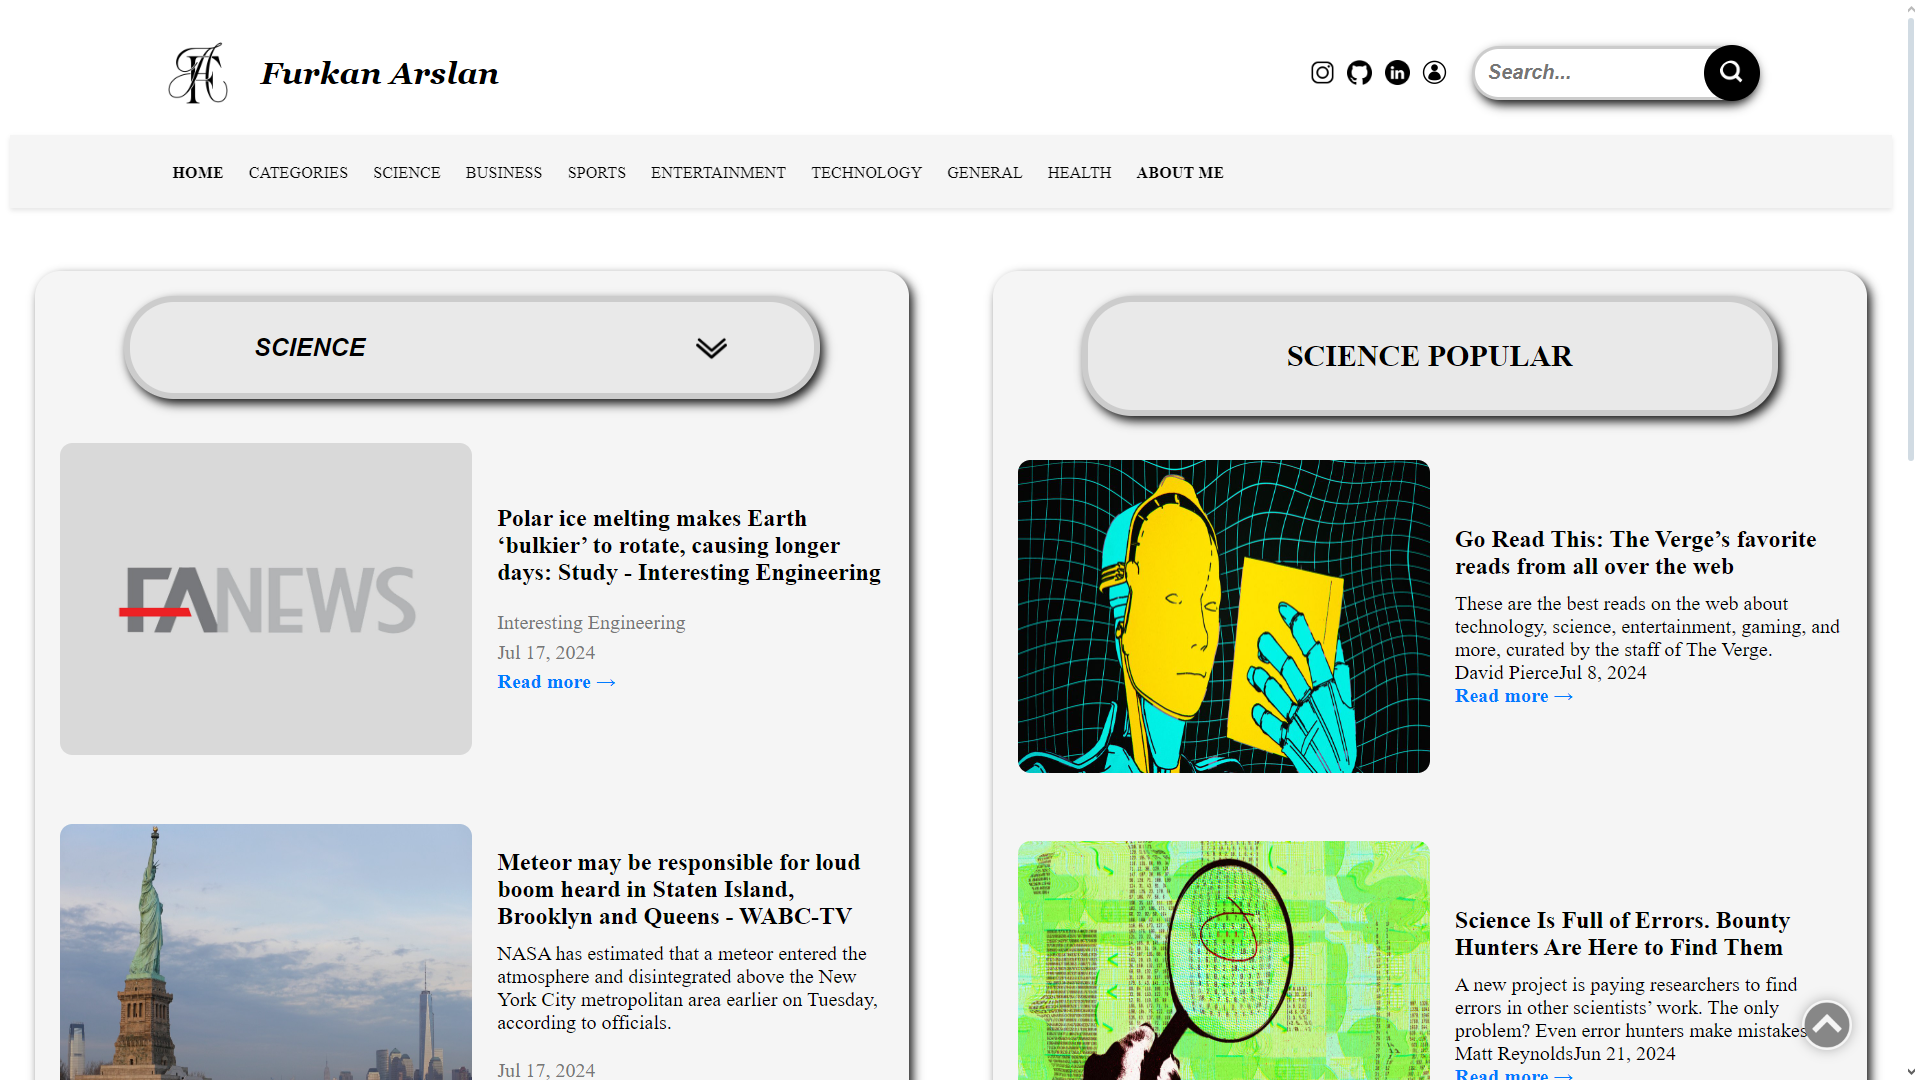 Furkan Arslan
Search...
HOME CATEGORIES SCIENCE BUSINESS SPORTS ENTERTAINMENT TECHNOLOGY GENERAL HEALTH ABOUT ME
SCIENCE
FANEWS
Polar ice melting makes Earth
‘bulkier’ to rotate, causing longer
days: Study - Interesting Engineering
Interesting Engineering
Jul 17, 2024
Read more →
Meteor may be responsible for loud
boom heard in Staten Island,
Brooklyn and Queens - WABC-TV
NASA has estimated that a meteor entered the
atmosphere and disintegrated above the New
York City metropolitan area earlier on Tuesday,
according to officials.
Jul 17, 2024
SCIENCE POPULAR
Go Read This: The Verge’s favorite
reads from all over the web
These are the best reads on the web about
technology, science, entertainment, gaming, and
more, curated by the staff of The Verge.
David PierceJul 8, 2024
Read more →
Science Is Full of Errors. Bounty
Hunters Are Here to Find Them
A new project is paying researchers to find
errors in other scientists’ work. The only
problem? Even error hunters make mistakes
Matt ReynoldsJun 21, 2024
Read more →